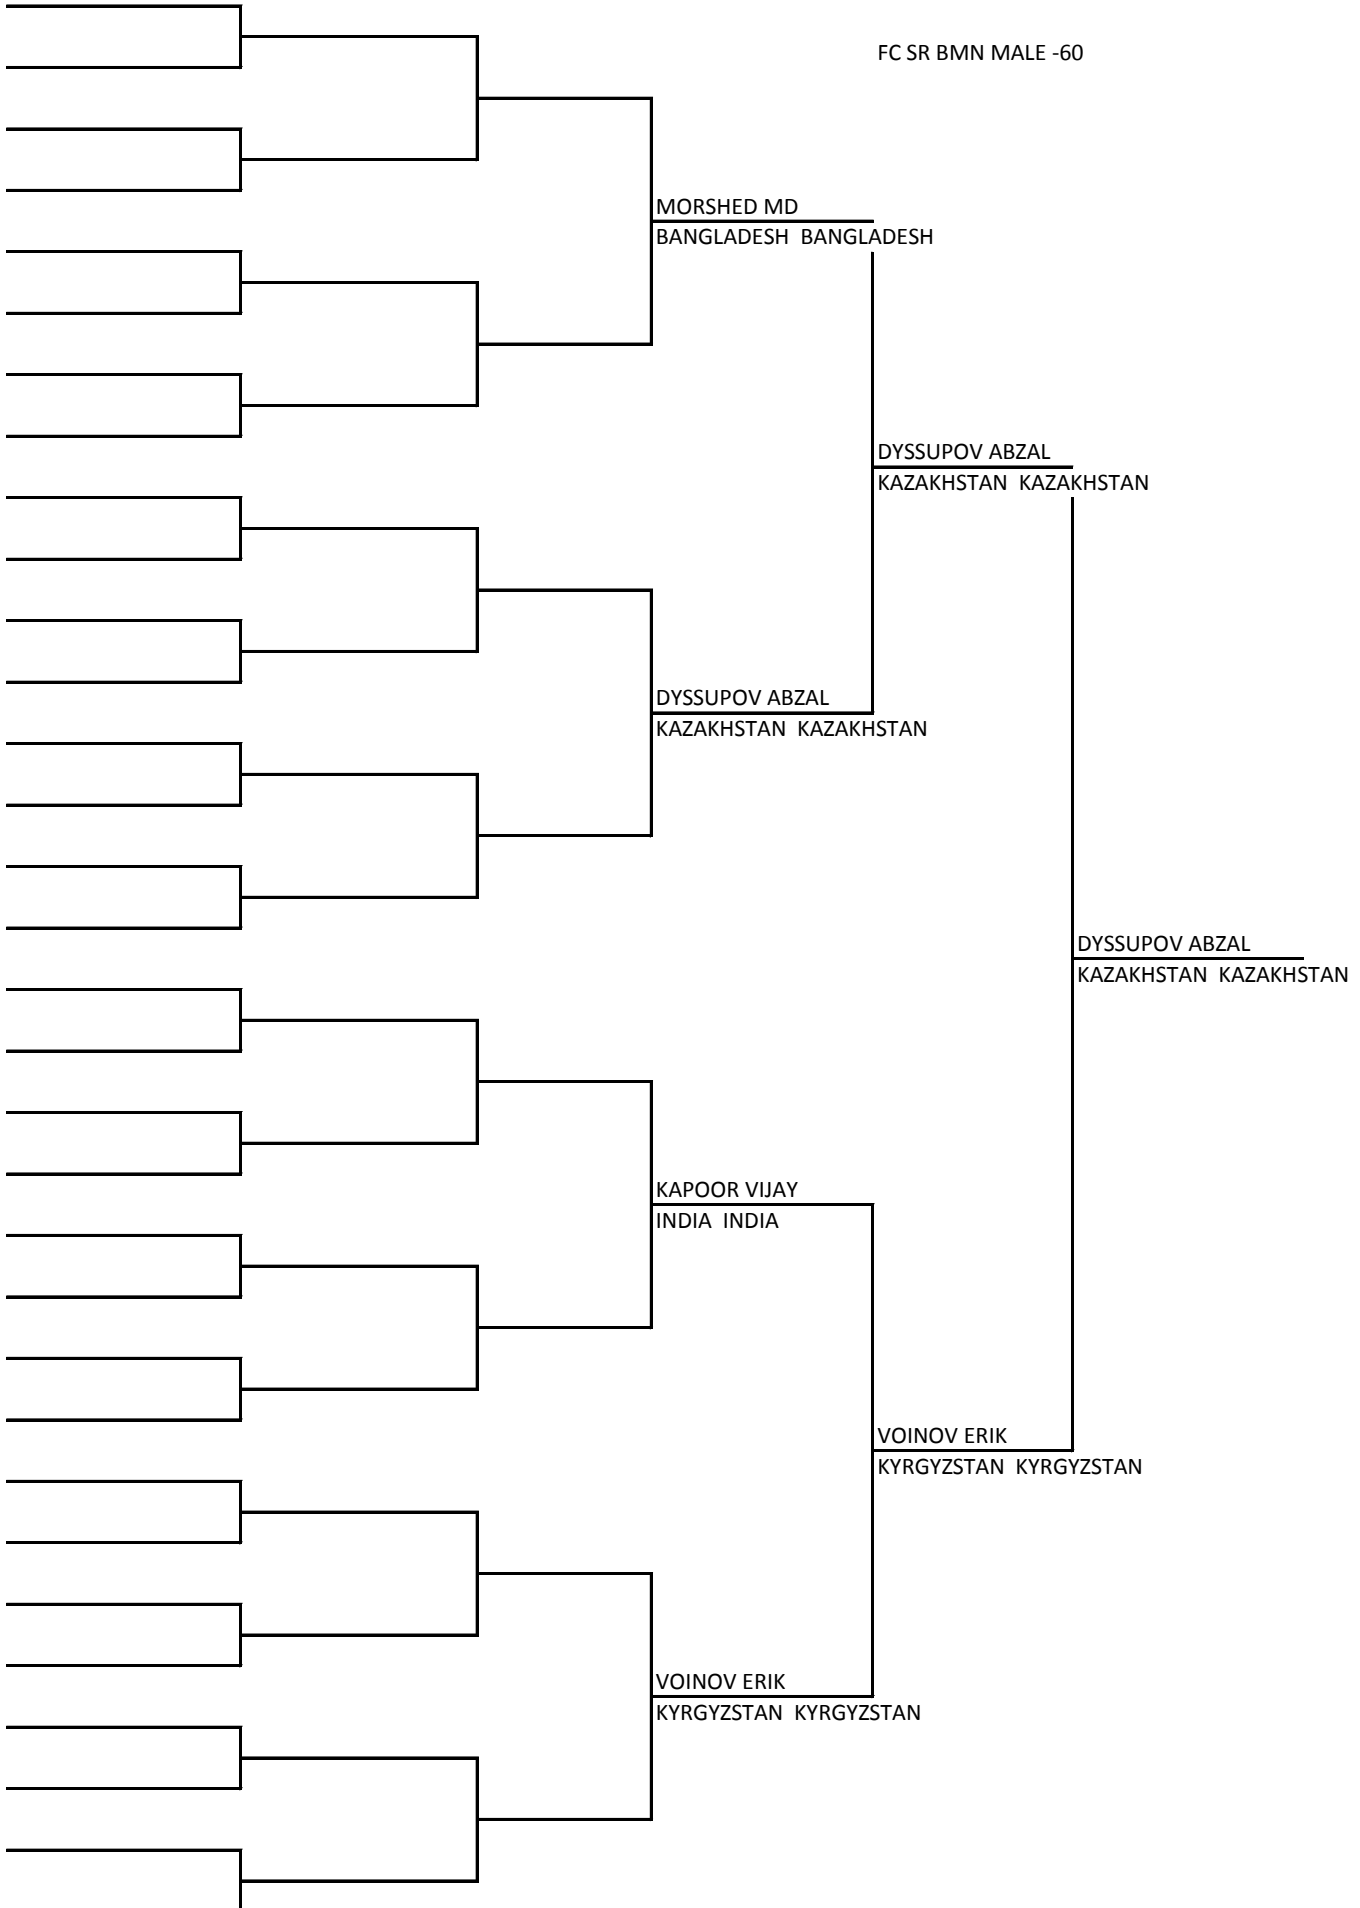 FC SR BMN MALE -60
MORSHED MD
BANGLADESH  BANGLADESH
DYSSUPOV ABZAL
KAZAKHSTAN  KAZAKHSTAN
DYSSUPOV ABZAL
KAZAKHSTAN  KAZAKHSTAN
DYSSUPOV ABZAL
KAZAKHSTAN  KAZAKHSTAN
KAPOOR VIJAY
INDIA  INDIA
VOINOV ERIK
KYRGYZSTAN  KYRGYZSTAN
VOINOV ERIK
KYRGYZSTAN  KYRGYZSTAN